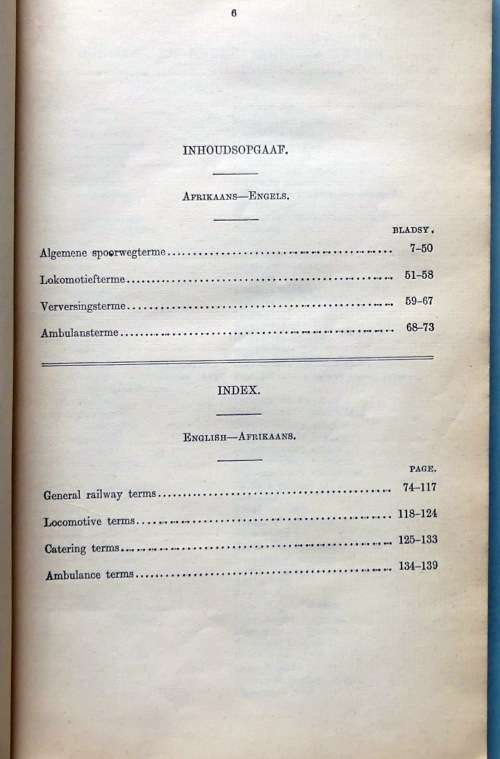 6
INHOUDSOPGAAF.
AFRIKAANS—ENGELS.
BLADSY.
Algemene spoorwegterme 7–50
Lokomotiefterme 51–58
Verversingsterme 59–67
Ambulansterme 68–73
INDEX.
ENGLISH—AFRIKAANS.
PAGE.
General railway terms 74–117
Locomotive terms 118–124
Catering terms 125–133
Ambulance terms 134–139